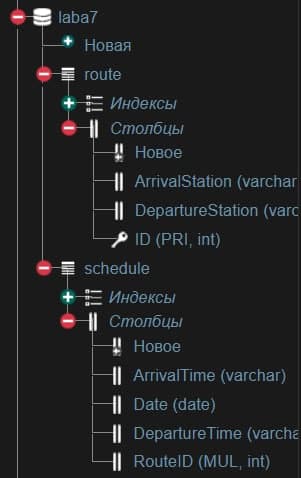 laba7
Новая
route
Индексы
Столбцы
Новое
ArrivalStation (varchar
DepartureStation (varc
ID (PRI, int)
schedule
Индексы
Столбцы
Новое
ArrivalTime (varchar)
Date (date)
DepartureTime (varchar)
RouteID (MUL, int)